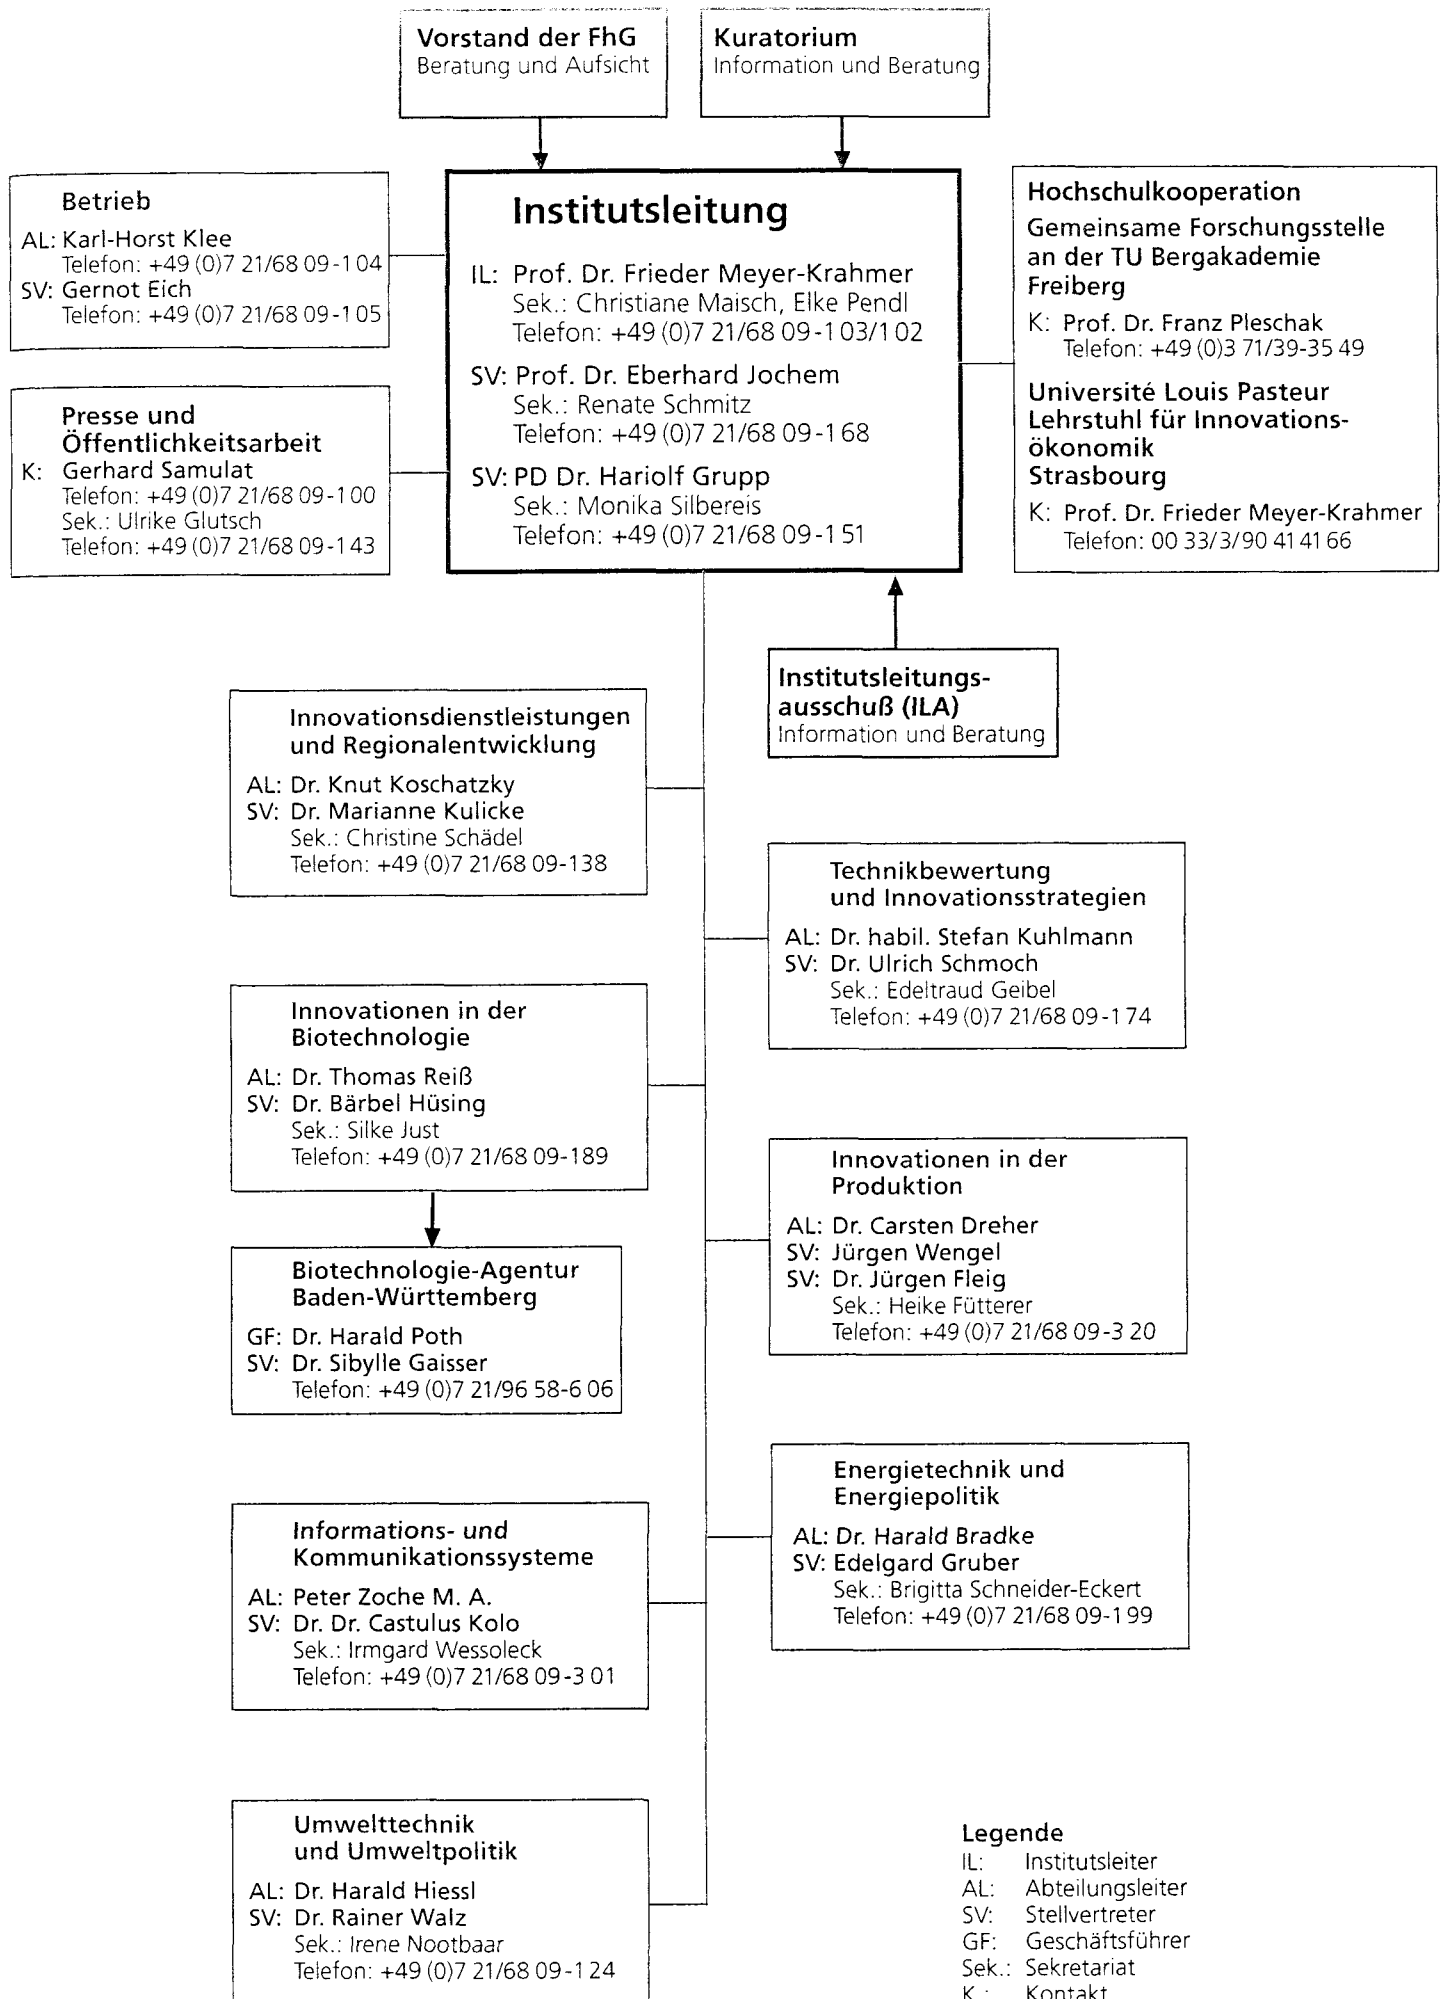 Vorstand der FhG
Beratung und Aufsicht
Kuratorium
Information und Beratung
Betrieb
AL: Karl-Horst Klee
Telefon: +49 (0)7 21/68 09-1 04
SV: Gernot Eich
Telefon: +49 (0)7 21/68 09-1 05
Presse und
Öffentlichkeitsarbeit
K: Gerhard Samulat
Telefon: +49 (0)7 21/68 09-1 00
Sek.: Ulrike Glutsch
Telefon: +49 (0)7 21/68 09-1 43
Institutsleitung
IL: Prof. Dr. Frieder Meyer-Krahmer
Sek.: Christiane Maisch, Elke Pendl
Telefon: +49 (0)7 21/68 09-1 03/1 02
SV: Prof. Dr. Eberhard Jochem
Sek.: Renate Schmitz
Telefon: +49 (0)7 21/68 09-1 68
SV: PD Dr. Hariolf Grupp
Sek.: Monika Silbereis
Telefon: +49 (0)7 21/68 09-1 51
Hochschulkooperation
Gemeinsame Forschungsstelle
an der TU Bergakademie
Freiberg
K: Prof. Dr. Franz Pleschak
Telefon: +49 (0)3 71/39-35 49
Université Louis Pasteur
Lehrstuhl für Innovations-
ökonomik
Strasbourg
K: Prof. Dr. Frieder Meyer-Krahmer
Telefon: 00 33/3/90 41 41 66
Institutsleitungs-
ausschuß (ILA)
Information und Beratung
Innovationsdienstleistungen
und Regionalentwicklung
AL: Dr. Knut Koschatzky
SV: Dr. Marianne Kulicke
Sek.: Christine Schädel
Telefon: +49 (0)7 21/68 09-138
Technikbewertung
und Innovationsstrategien
AL: Dr. habil. Stefan Kuhlmann
SV: Dr. Ulrich Schmoch
Sek.: Edeltraud Geibel
Telefon: +49 (0)7 21/68 09-1 74
Innovationen in der
Biotechnologie
AL: Dr. Thomas Reiß
SV: Dr. Bärbel Hüsing
Sek.: Silke Just
Telefon: +49 (0)7 21/68 09-189
Innovationen in der
Produktion
AL: Dr. Carsten Dreher
SV: Jürgen Wengel
SV: Dr. Jürgen Fleig
Sek.: Heike Fütterer
Telefon: +49 (0)7 21/68 09-3 20
Biotechnologie-Agentur
Baden-Württemberg
GF: Dr. Harald Poth
SV: Dr. Sibylle Gaisser
Telefon: +49 (0)7 21/96 58-6 06
Energietechnik und
Energiepolitik
AL: Dr. Harald Bradke
SV: Edelgard Gruber
Sek.: Brigitta Schneider-Eckert
Telefon: +49 (0)7 21/68 09-1 99
Informations- und
Kommunikationssysteme
AL: Peter Zoche M. A.
SV: Dr. Dr. Castulus Kolo
Sek.: Irmgard Wessoleck
Telefon: +49 (0)7 21/68 09-3 01
Umwelttechnik
und Umweltpolitik
AL: Dr. Harald Hiessl
SV: Dr. Rainer Walz
Sek.: Irene Nootbaar
Telefon: +49 (0)7 21/68 09-1 24
Legende
IL: Institutsleiter
AL: Abteilungsleiter
SV: Stellvertreter
GF: Geschäftsführer
Sek.: Sekretariat
K.: Kontakt